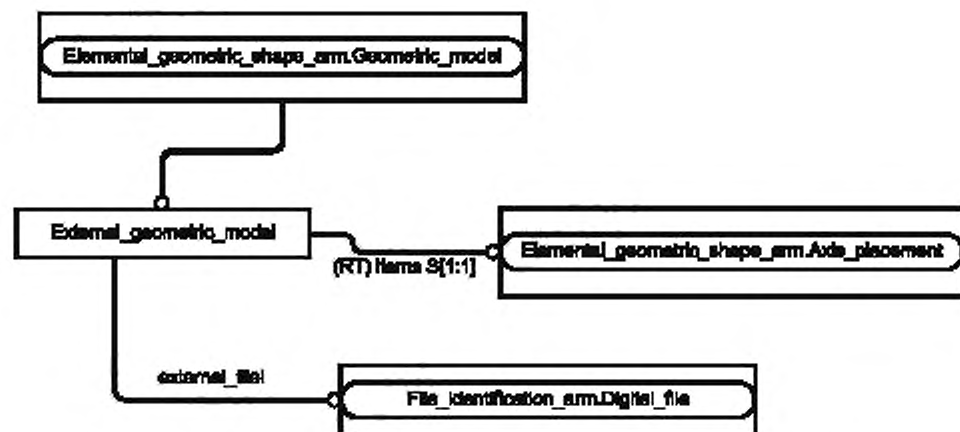 Elemental_geometric_shape_arm.Geometric_model
External_geometric_model
Elemental_geometric_shape_arm.Axis_placement
(RT) items S[1:1]
external_file
File_identification_arm.Digital_file